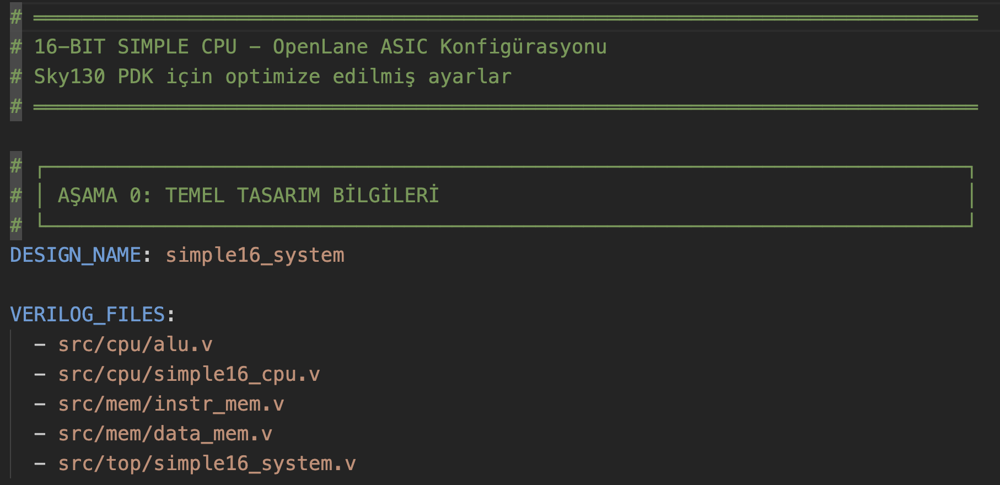 # ═══════════════════════════════════════════════════════════════════════════════
# 16-BIT SIMPLE CPU - OpenLane ASIC Konfigürasyonu
# Sky130 PDK için optimize edilmiş ayarlar
# ═══════════════════════════════════════════════════════════════════════════════
# ┌─────────────────────────────────────────────────────────────────────────────┐
# │ AŞAMA 0: TEMEL TASARIM BİLGİLERİ                                            │
# └─────────────────────────────────────────────────────────────────────────────┘
DESIGN_NAME: simple16_system
VERILOG_FILES:
  - src/cpu/alu.v
  - src/cpu/simple16_cpu.v
  - src/mem/instr_mem.v
  - src/mem/data_mem.v
  - src/top/simple16_system.v